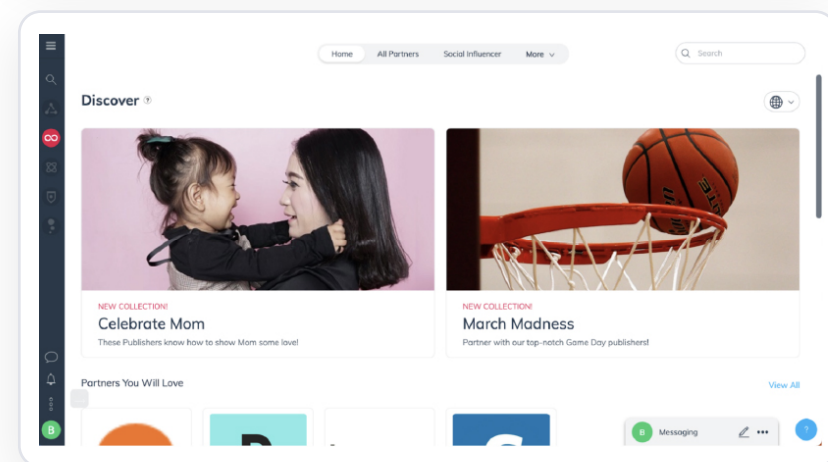 Home All Partners Social Influencer More
Search
Discover ?
NEW COLLECTION!
Celebrate Mom
These Publishers know how to show Mom some love!
NEW COLLECTION!
March Madness
Partner with our top-notch Game Day publishers!
Partners You Will Love
View All
B
B Messaging
?